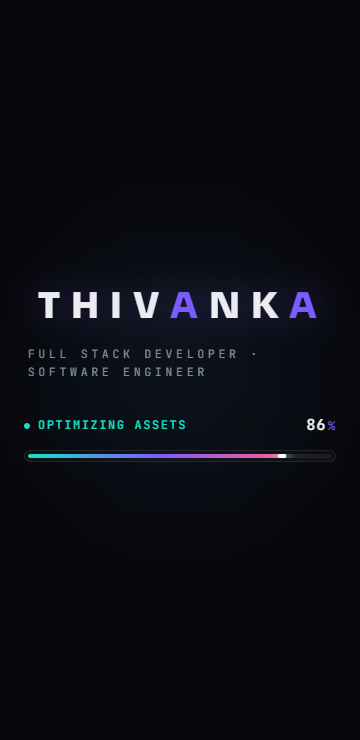 THIVANKA
FULL STACK DEVELOPER ·
SOFTWARE ENGINEER
OPTIMIZING ASSETS 86%